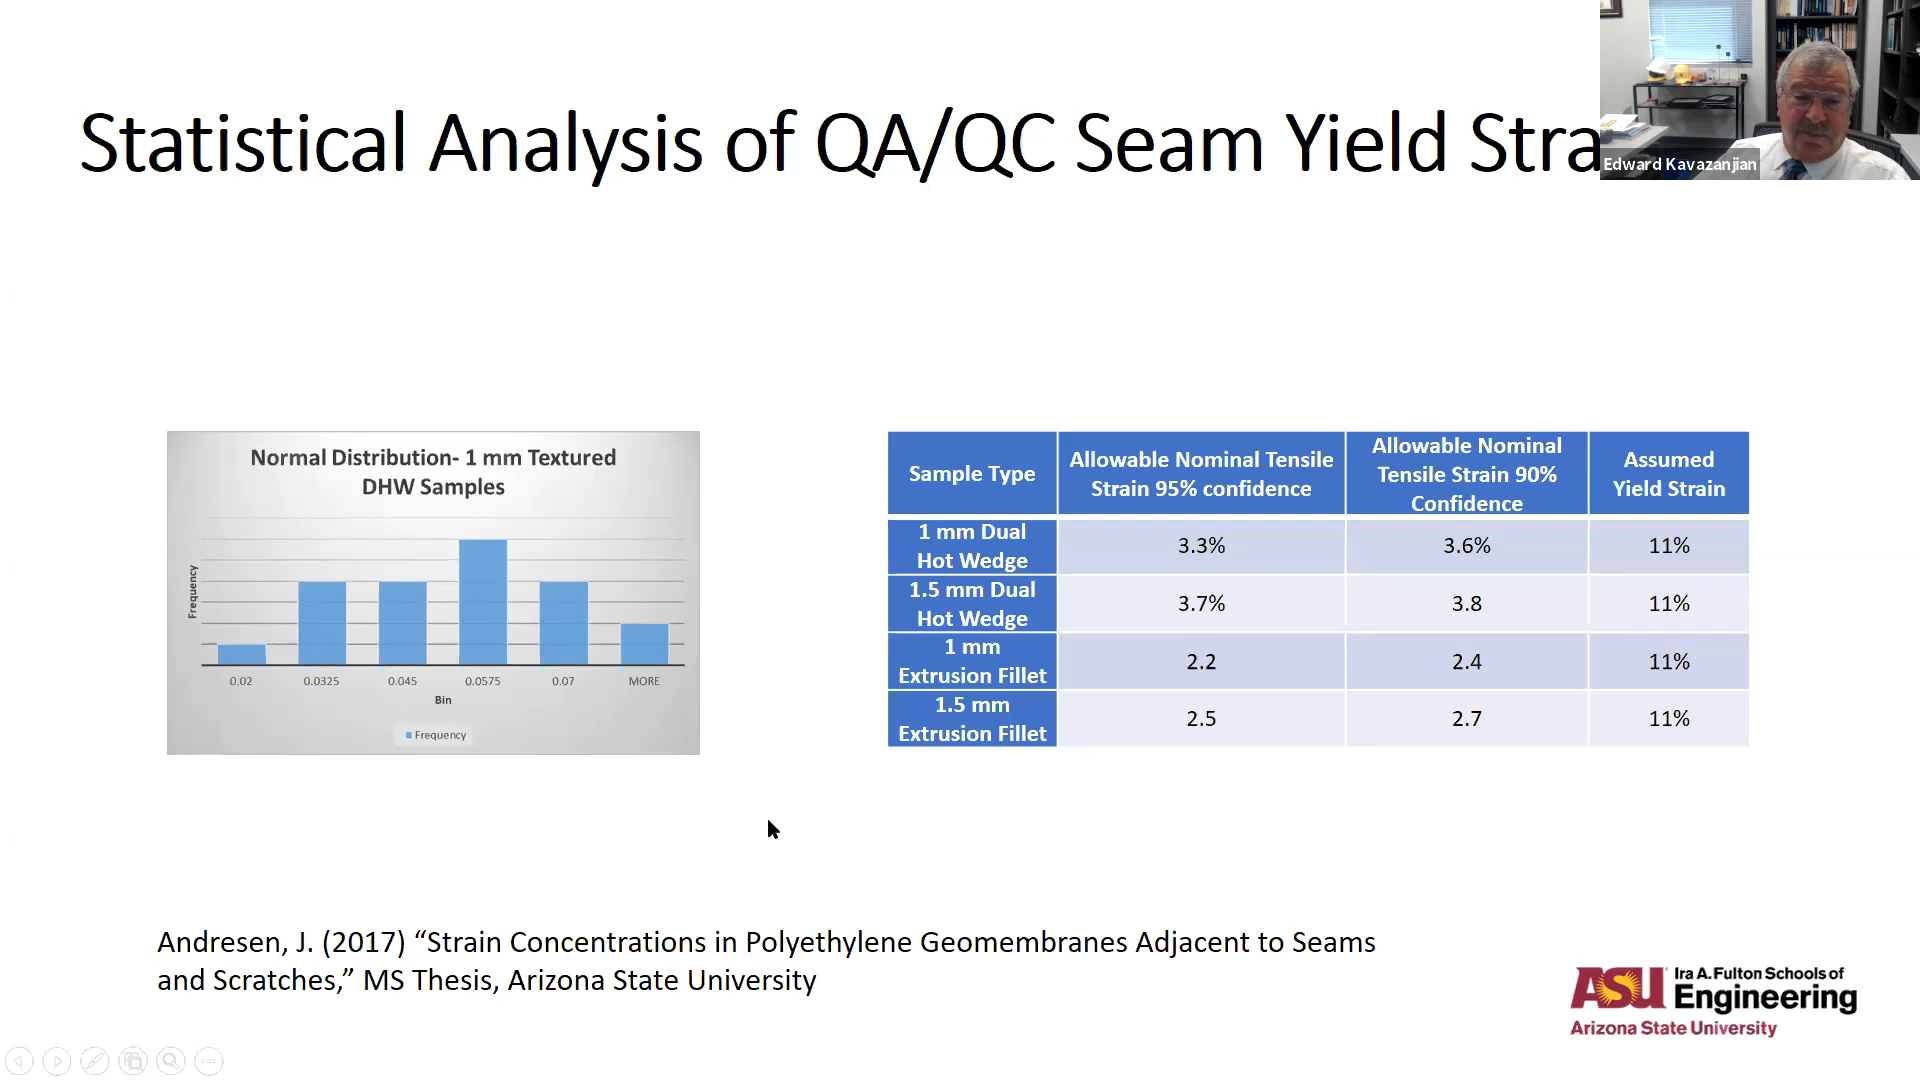 Statistical Analysis of QA/QC Seam Yield Stra
Edward Kavazanjian
Normal Distribution- 1 mm Textured
DHW Samples
Frequency
0.02 0.0325 0.045 0.0575 0.07 MORE
Bin
Frequency
Sample Type
Allowable Nominal Tensile
Strain 95% confidence
Allowable Nominal
Tensile Strain 90%
Confidence
Assumed
Yield Strain
1 mm Dual
Hot Wedge
3.3% 3.6% 11%
1.5 mm Dual
Hot Wedge
3.7% 3.8 11%
1 mm
Extrusion Fillet
2.2 2.4 11%
1.5 mm
Extrusion Fillet
2.5 2.7 11%
Andresen, J. (2017) “Strain Concentrations in Polyethylene Geomembranes Adjacent to Seams
and Scratches,” MS Thesis, Arizona State University
ASU Ira A. Fulton Schools of
Engineering
Arizona State University